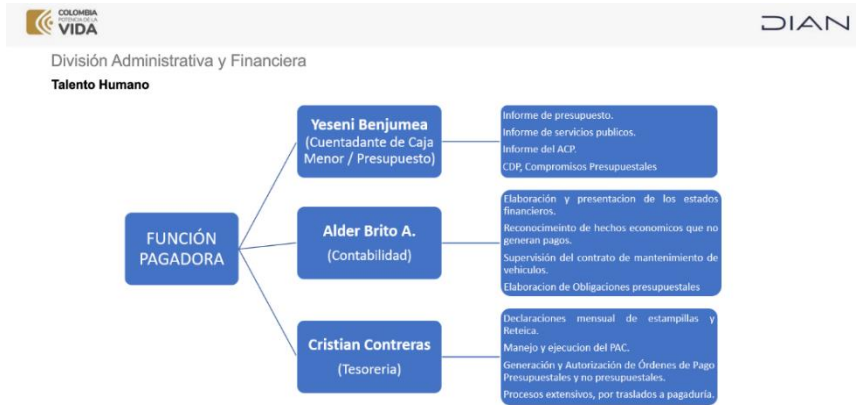 COLOMBIA
POTENCIA DE LA
VIDA
DIAN
División Administrativa y Financiera
Talento Humano
FUNCIÓN
PAGADORA
Yeseni Benjumea
(Cuentadante de Caja
Menor / Presupuesto)
Informe de presupuesto.
Informe de servicios publicos.
Informe del ACP.
CDP, Compromisos Presupuestales
Alder Brito A.
(Contabilidad)
Elaboración y presentacion de los estados
financieros.
Reconocimeinto de hechos economicos que no
generan pagos.
Supervisión del contrato de mantenimiento de
vehiculos.
Elaboracion de Obligaciones presupuestales
Cristian Contreras
(Tesoreria)
Declaraciones mensual de estampillas y
Reteica.
Manejo y ejecucion del PAC.
Generación y Autorización de Órdenes de Pago
Presupuestales y no presupuestales.
Procesos extensivos, por traslados a pagaduría.